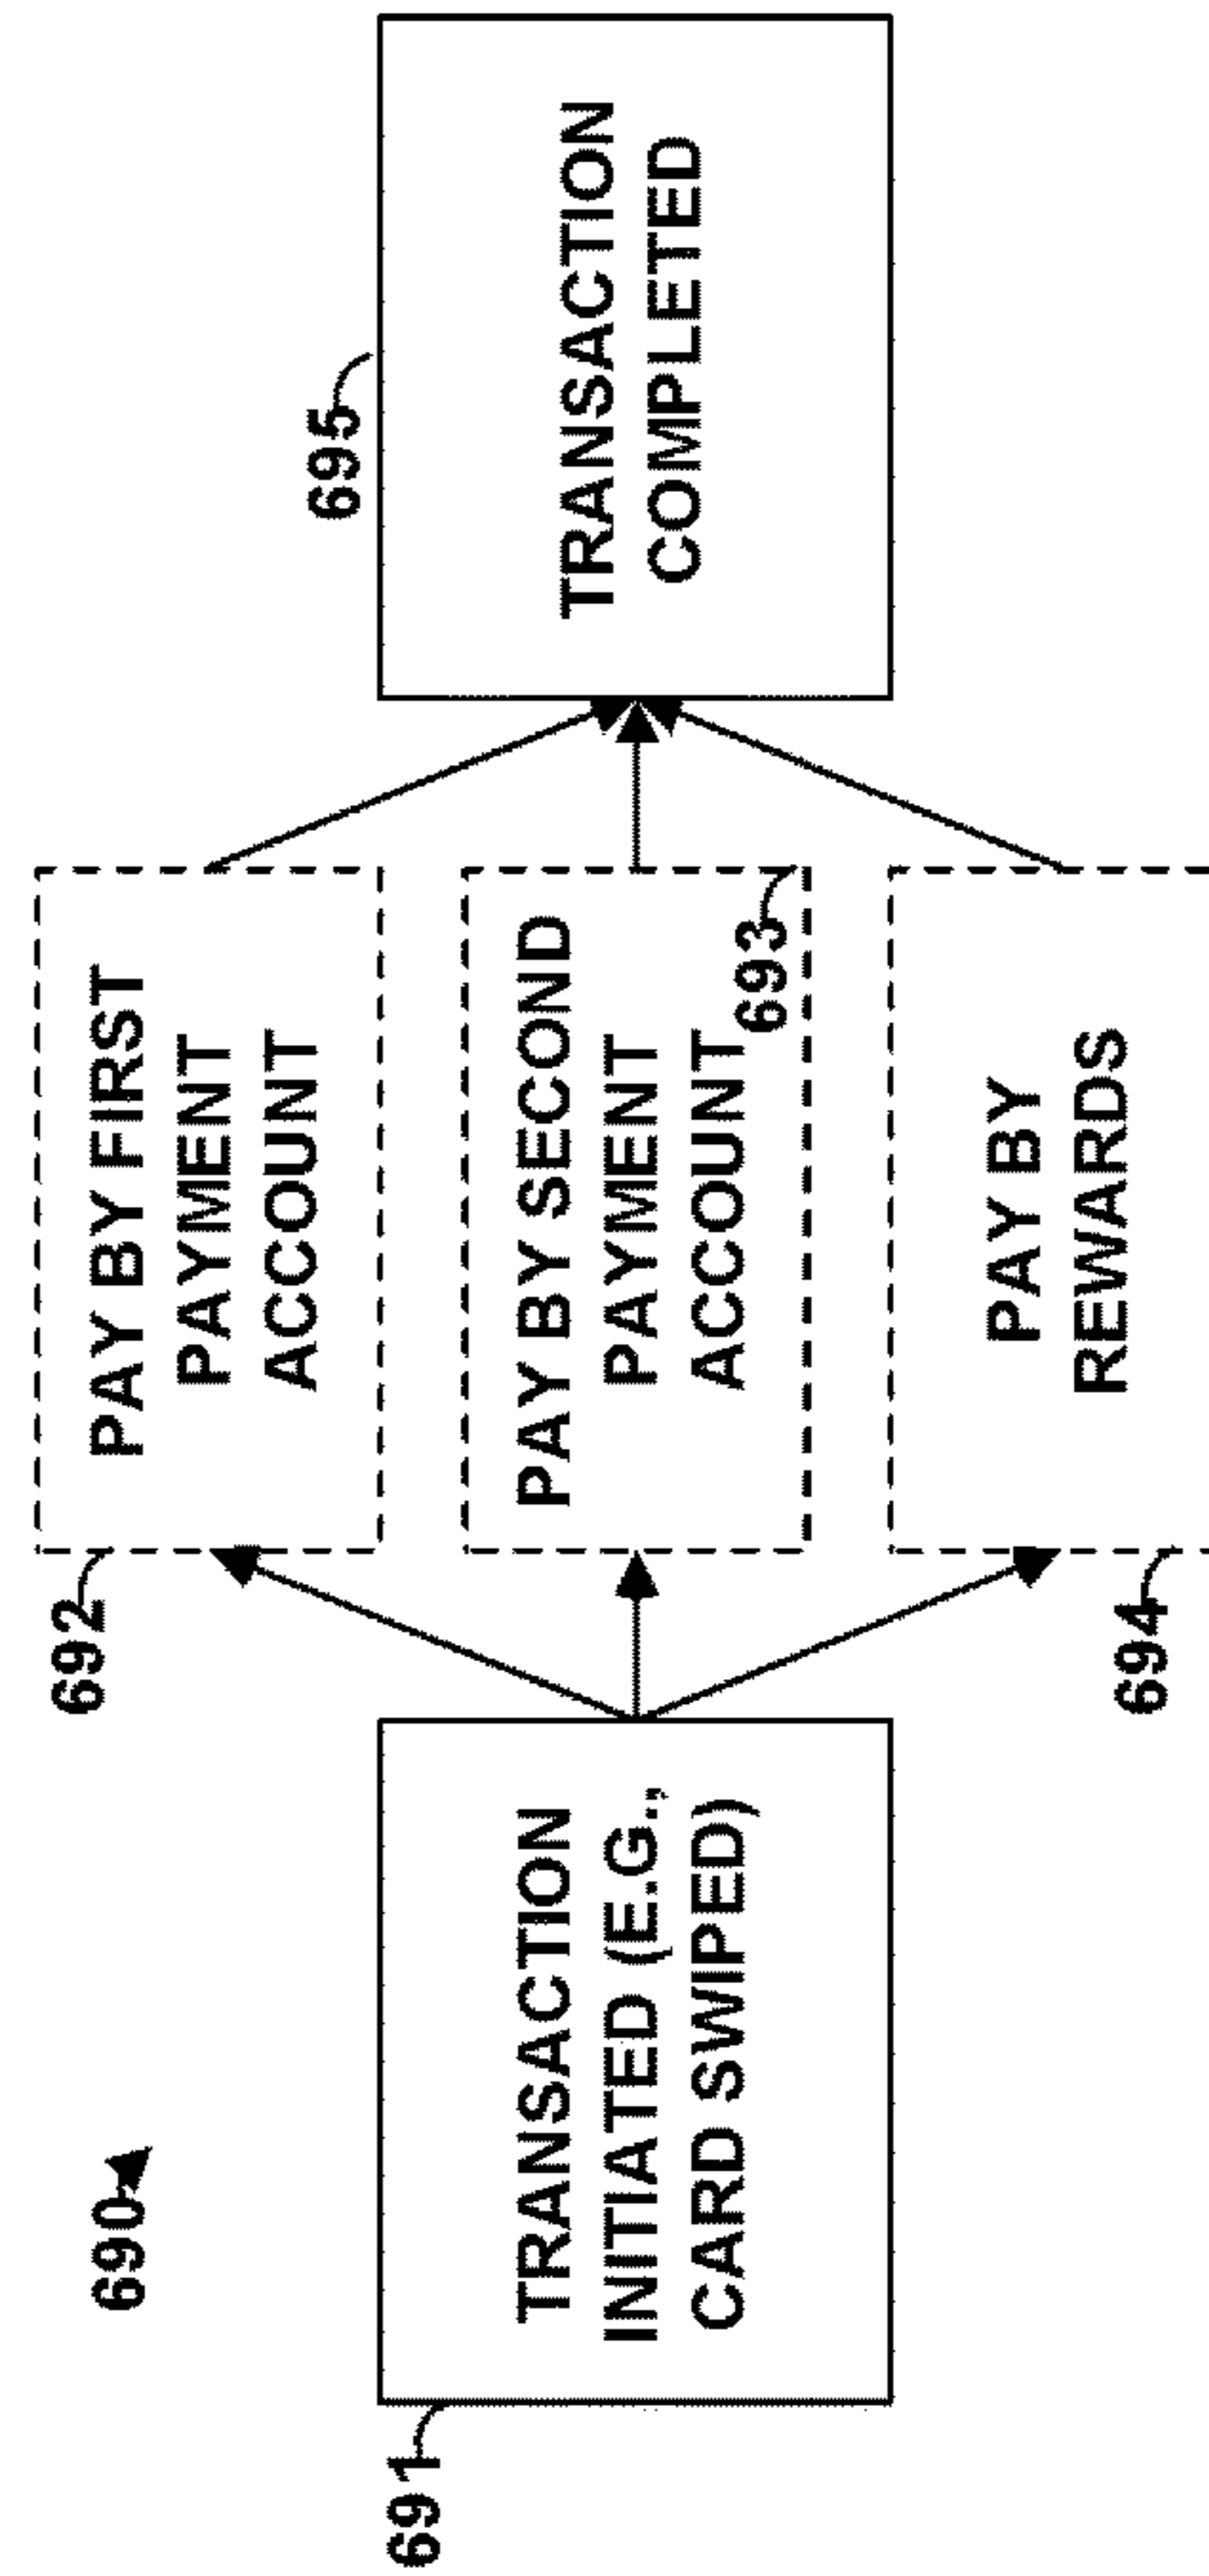 690
691
TRANSACTION
INITIATED (E.G.,
CARD SWIPED)
692
PAY BY FIRST
PAYMENT
ACCOUNT
PAY BY SECOND
PAYMENT
ACCOUNT
693
694
PAY BY
REWARDS
695
TRANSACTION
COMPLETED